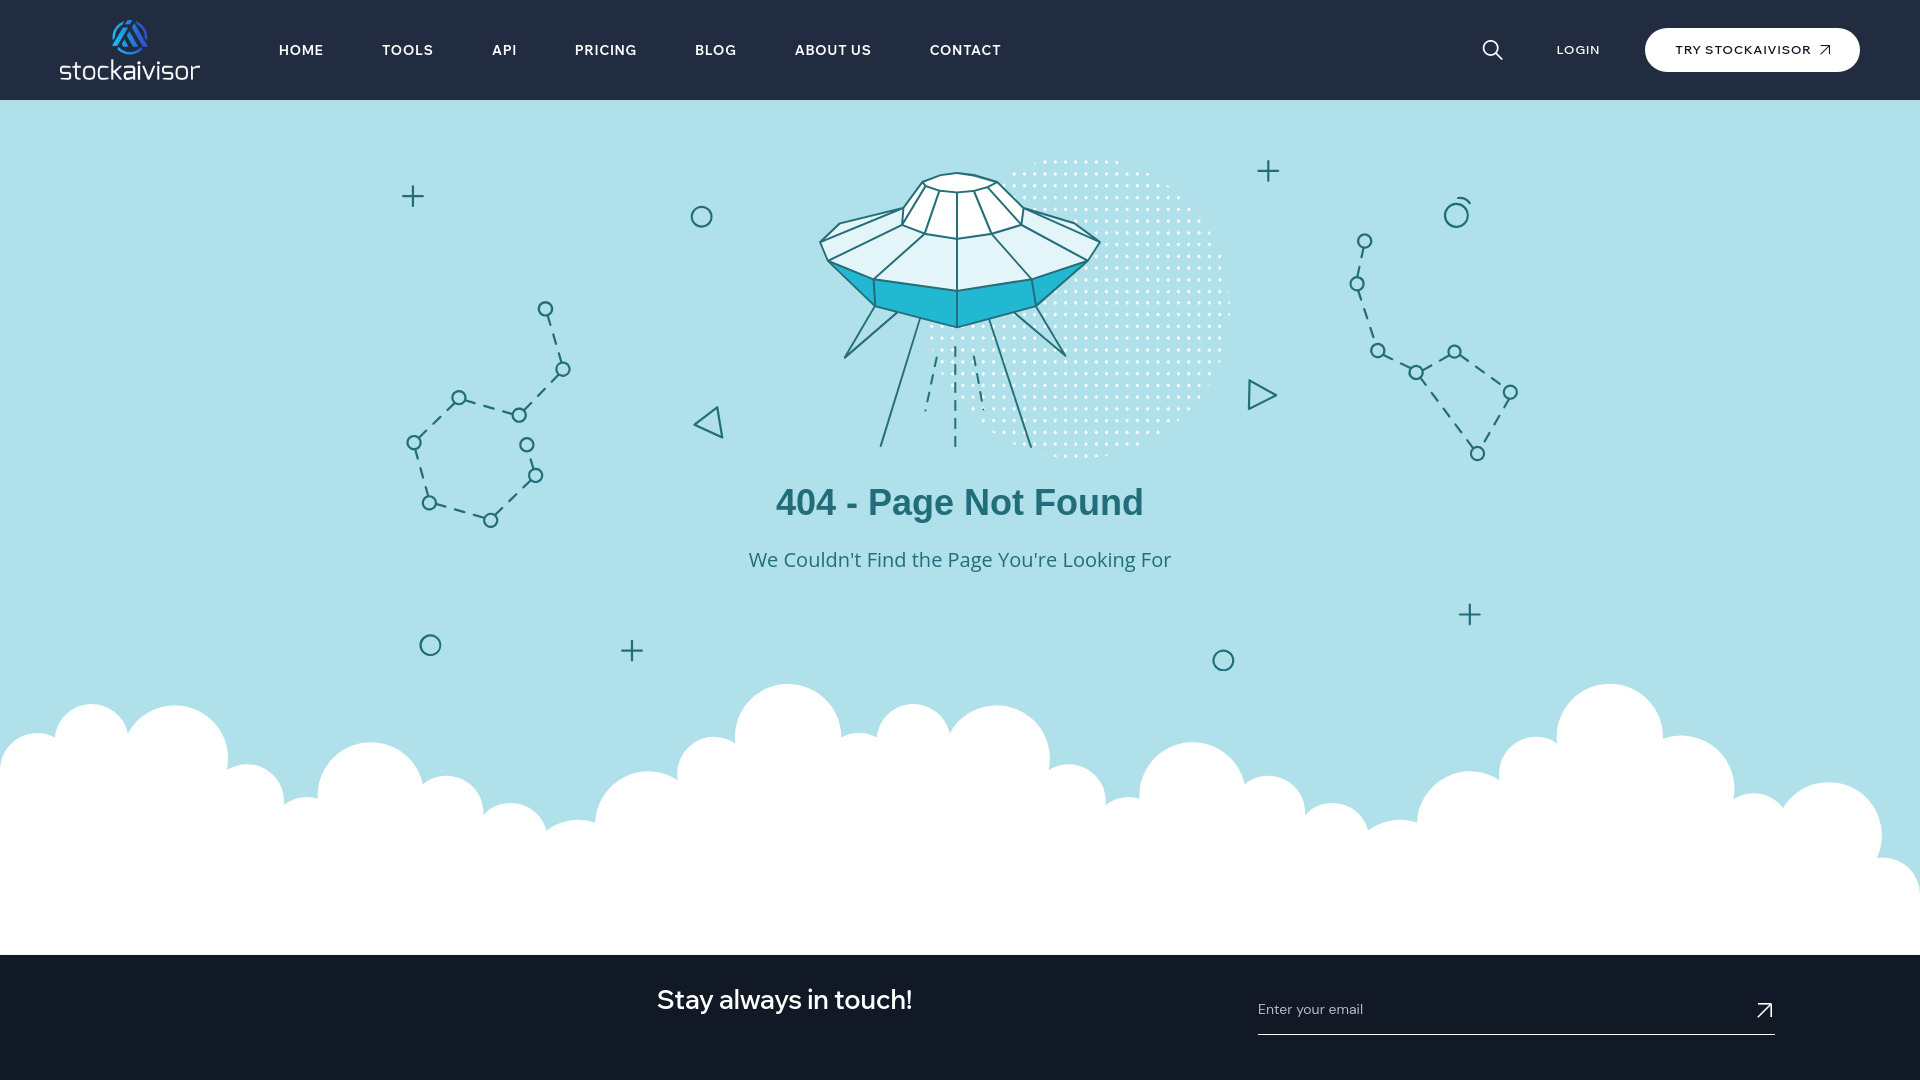 stockaivisor
HOME
TOOLS
API
PRICING
BLOG
ABOUT US
CONTACT
LOGIN
TRY STOCKAIVISOR
404 - Page Not Found
We Couldn't Find the Page You're Looking For
Stay always in touch!
Enter your email